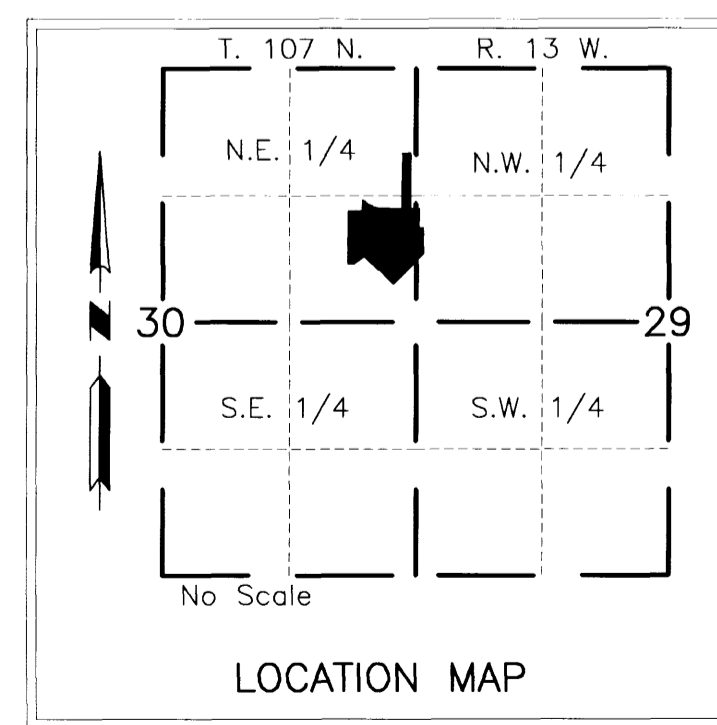 T. 107 N. R. 13 W.
N.E. 1/4 N.W. 1/4
N
30 29
S.E. 1/4 S.W. 1/4
No Scale
LOCATION MAP